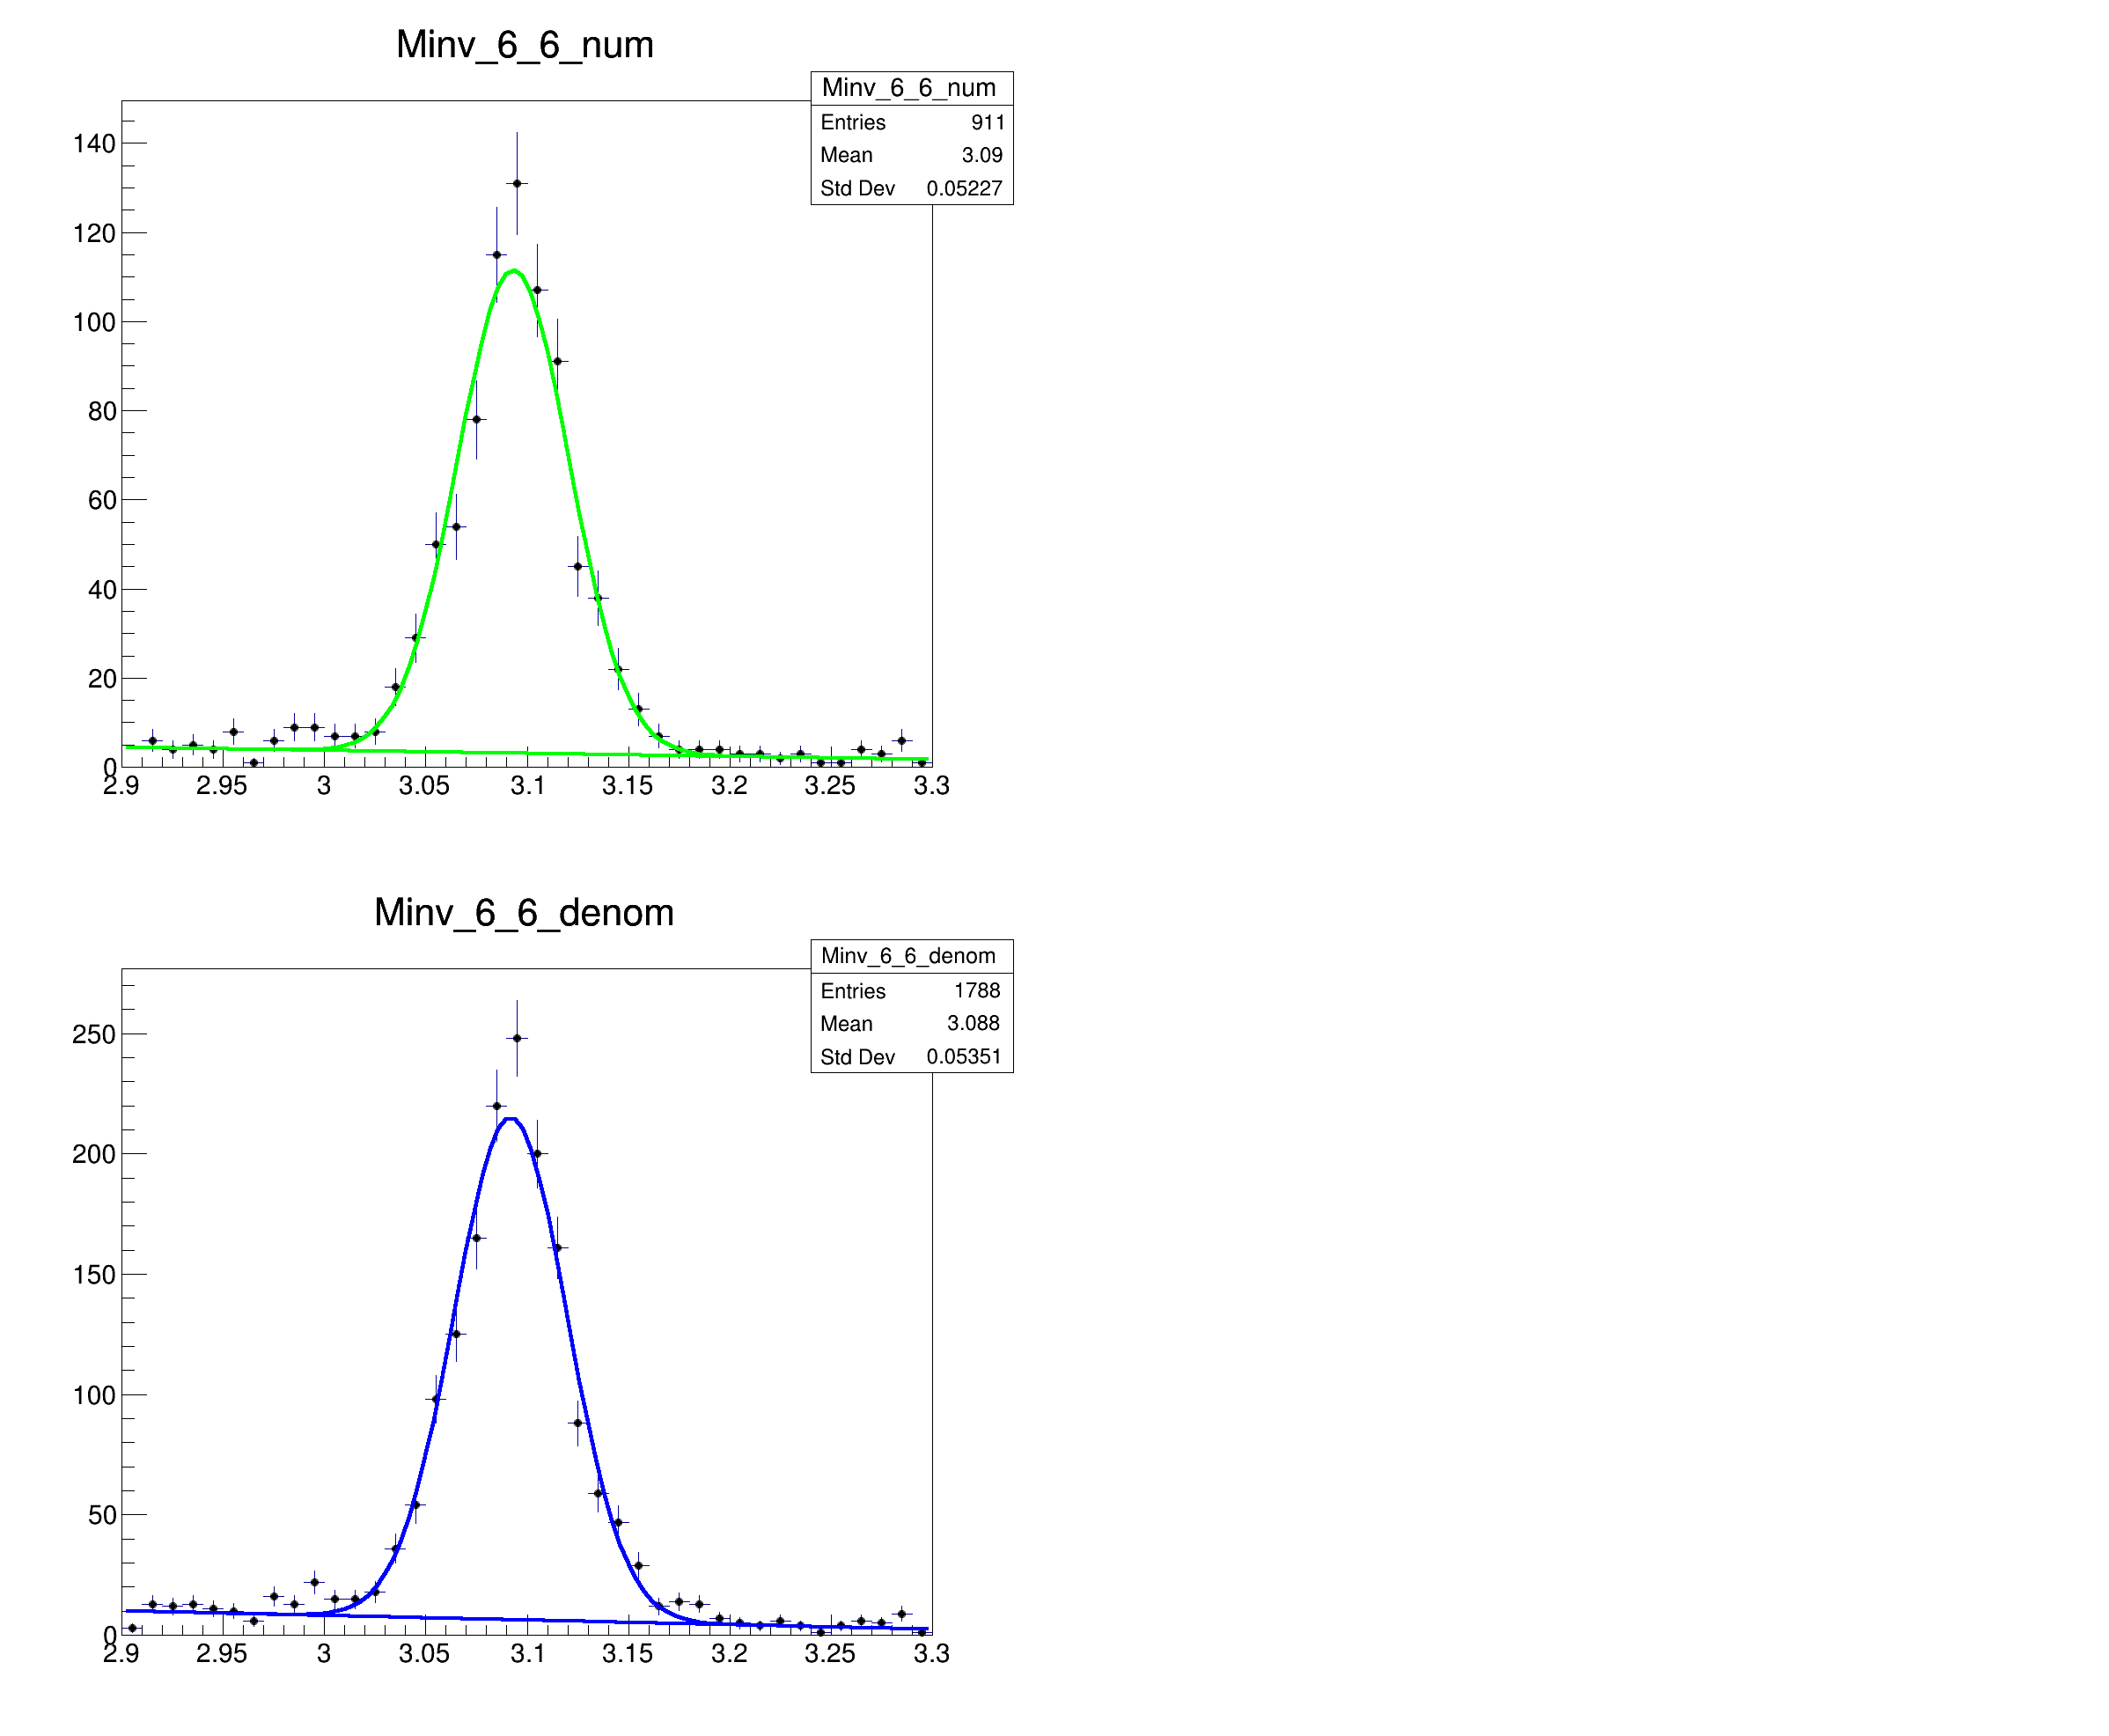 Minv_6_6_num
Minv_6_6_num
Entries 911
Mean 3.09
Std Dev 0.05227
140
120
100
80
60
40
20
0
2.9 2.95 3 3.05 3.1 3.15 3.2 3.25 3.3
Minv_6_6_denom
Minv_6_6_denom
Entries 1788
Mean 3.088
Std Dev 0.05351
250
200
150
100
50
0
2.9 2.95 3 3.05 3.1 3.15 3.2 3.25 3.3